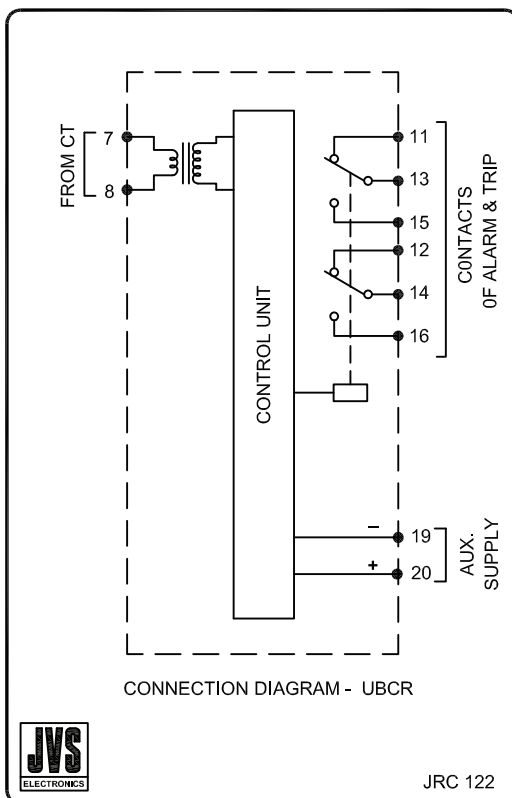 FROM CT
7
8
CONTROL UNIT
11
13
15
12
14
16
C0NTACTS
0F ALARM & TRIP
−
19
+
20
AUX.
SUPPLY
CONNECTION DIAGRAM - UBCR
JVS
ELECTRONICS
JRC 122